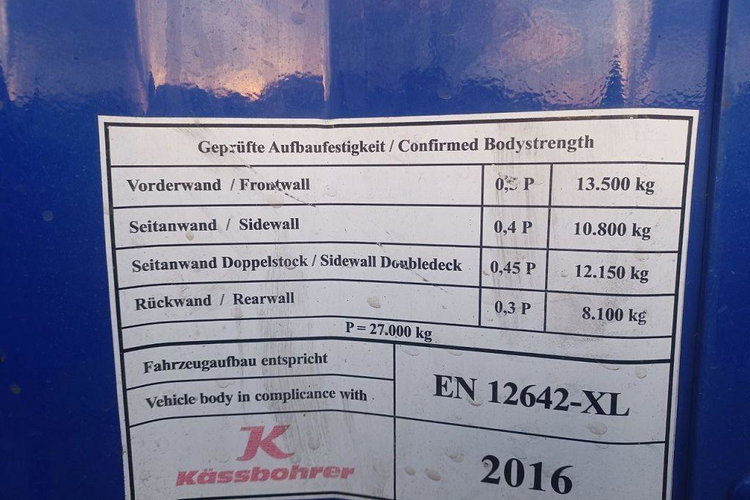 Geprüfte Aufbaufestigkeit / Confirmed Bodystrength
Vorderwand / Frontwall 0,5 P 13.500 kg
Seitanwand / Sidewall 0,4 P 10.800 kg
Seitanwand Doppelstock / Sidewall Doubledeck 0,45 P 12.150 kg
Rückwand / Rearwall 0,3 P 8.100 kg
P = 27.000 kg
Fahrzeugaufbau entspricht
Vehicle body in complicance with
EN 12642-XL
Kässbohrer
2016